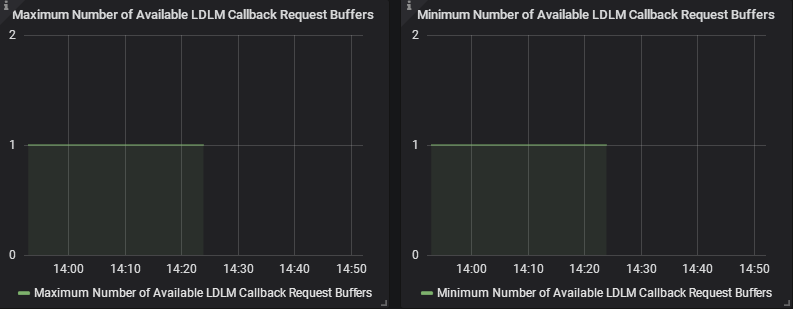 i
Maximum Number of Available LDLM Callback Request Buffers
2
1
0
14:00 14:10 14:20 14:30 14:40 14:50
Maximum Number of Available LDLM Callback Request Buffers
i
Minimum Number of Available LDLM Callback Request Buffers
2
1
0
14:00 14:10 14:20 14:30 14:40 14:50
Minimum Number of Available LDLM Callback Request Buffers